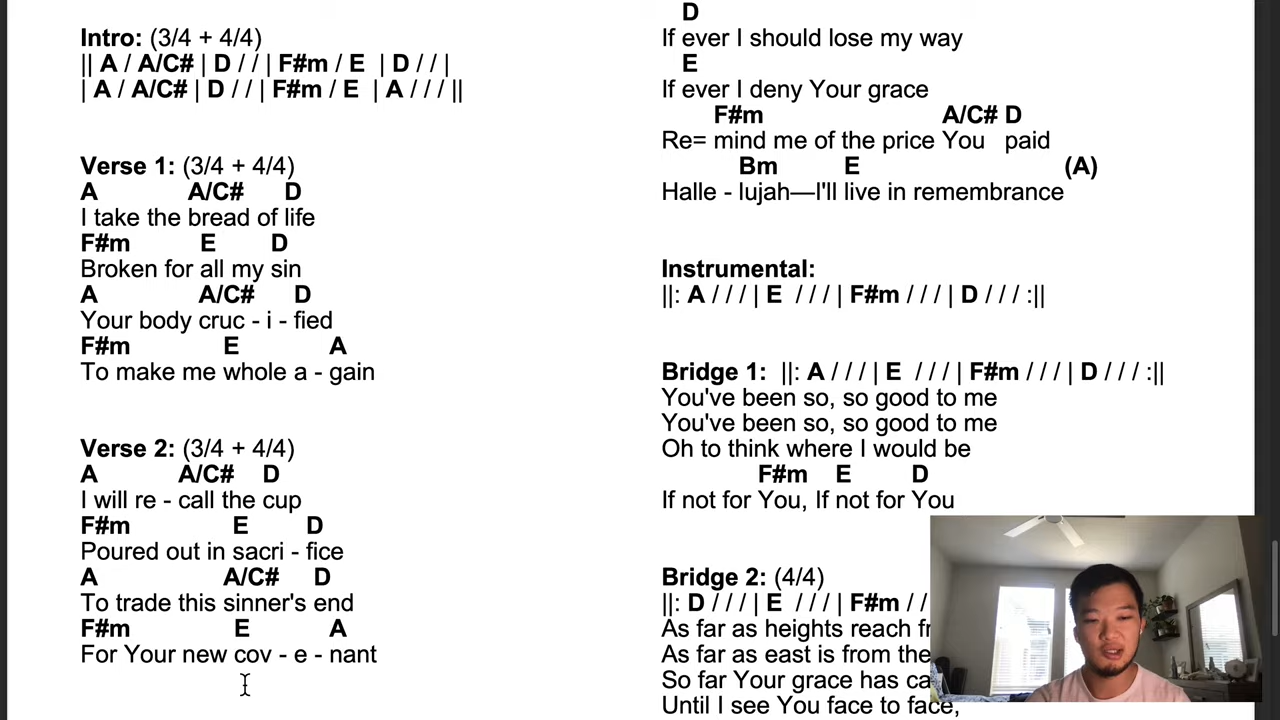 Intro: (3/4 + 4/4)
|| A / A/C# | D / / | F#m / E | D / / |
| A / A/C# | D / / | F#m / E | A / / / ||
Verse 1: (3/4 + 4/4)
A A/C# D
I take the bread of life
F#m E D
Broken for all my sin
A A/C# D
Your body cruc - i - fied
F#m E A
To make me whole a - gain
Verse 2: (3/4 + 4/4)
A A/C# D
I will re - call the cup
F#m E D
Poured out in sacri - fice
A A/C# D
To trade this sinner's end
F#m E A
For Your new cov - e - nant
D
If ever I should lose my way
E
If ever I deny Your grace
F#m A/C# D
Re= mind me of the price You paid
Bm E (A)
Halle - lujah—I'll live in remembrance
Instrumental:
||: A / / / | E / / / | F#m / / / | D / / / :||
Bridge 1: ||: A / / / | E / / / | F#m / / / | D / / / :||
You've been so, so good to me
You've been so, so good to me
Oh to think where I would be
F#m E D
If not for You, If not for You
Bridge 2: (4/4)
||: D / / / | E / / / | F#m / /
As far as heights reach
As far as east is from the
So far Your grace has
Until I see You face to face,